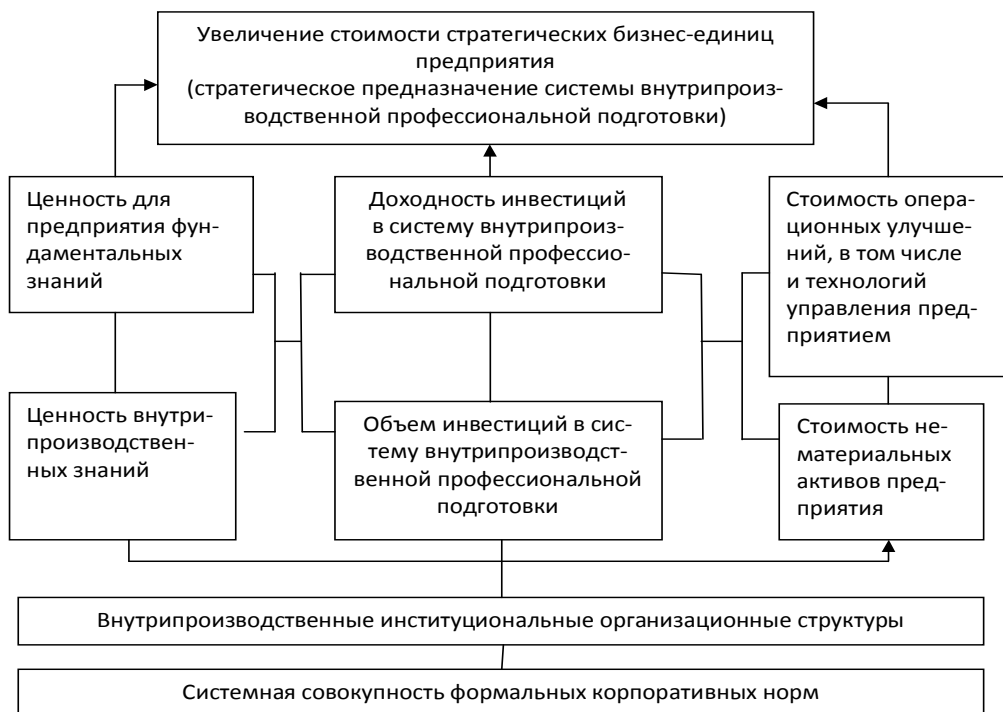 Увеличение стоимости стратегических бизнес-единиц
предприятия
(стратегическое предназначение системы внутрипроиз-
водственной профессиональной подготовки)
Ценность для
предприятия фун-
даментальных
знаний
Доходность инвестиций
в систему внутрипроиз-
водственной профессио-
нальной подготовки
Стоимость опера-
ционных улучше-
ний, в том числе
и технологий
управления пред-
приятием
Ценность внутри-
производствен-
ных знаний
Объем инвестиций в сис-
тему внутрипроизводст-
венной профессиональной
подготовки
Стоимость не-
материальных
активов пред-
приятия
Внутрипроизводственные институциональные организационные структуры
Системная совокупность формальных корпоративных норм